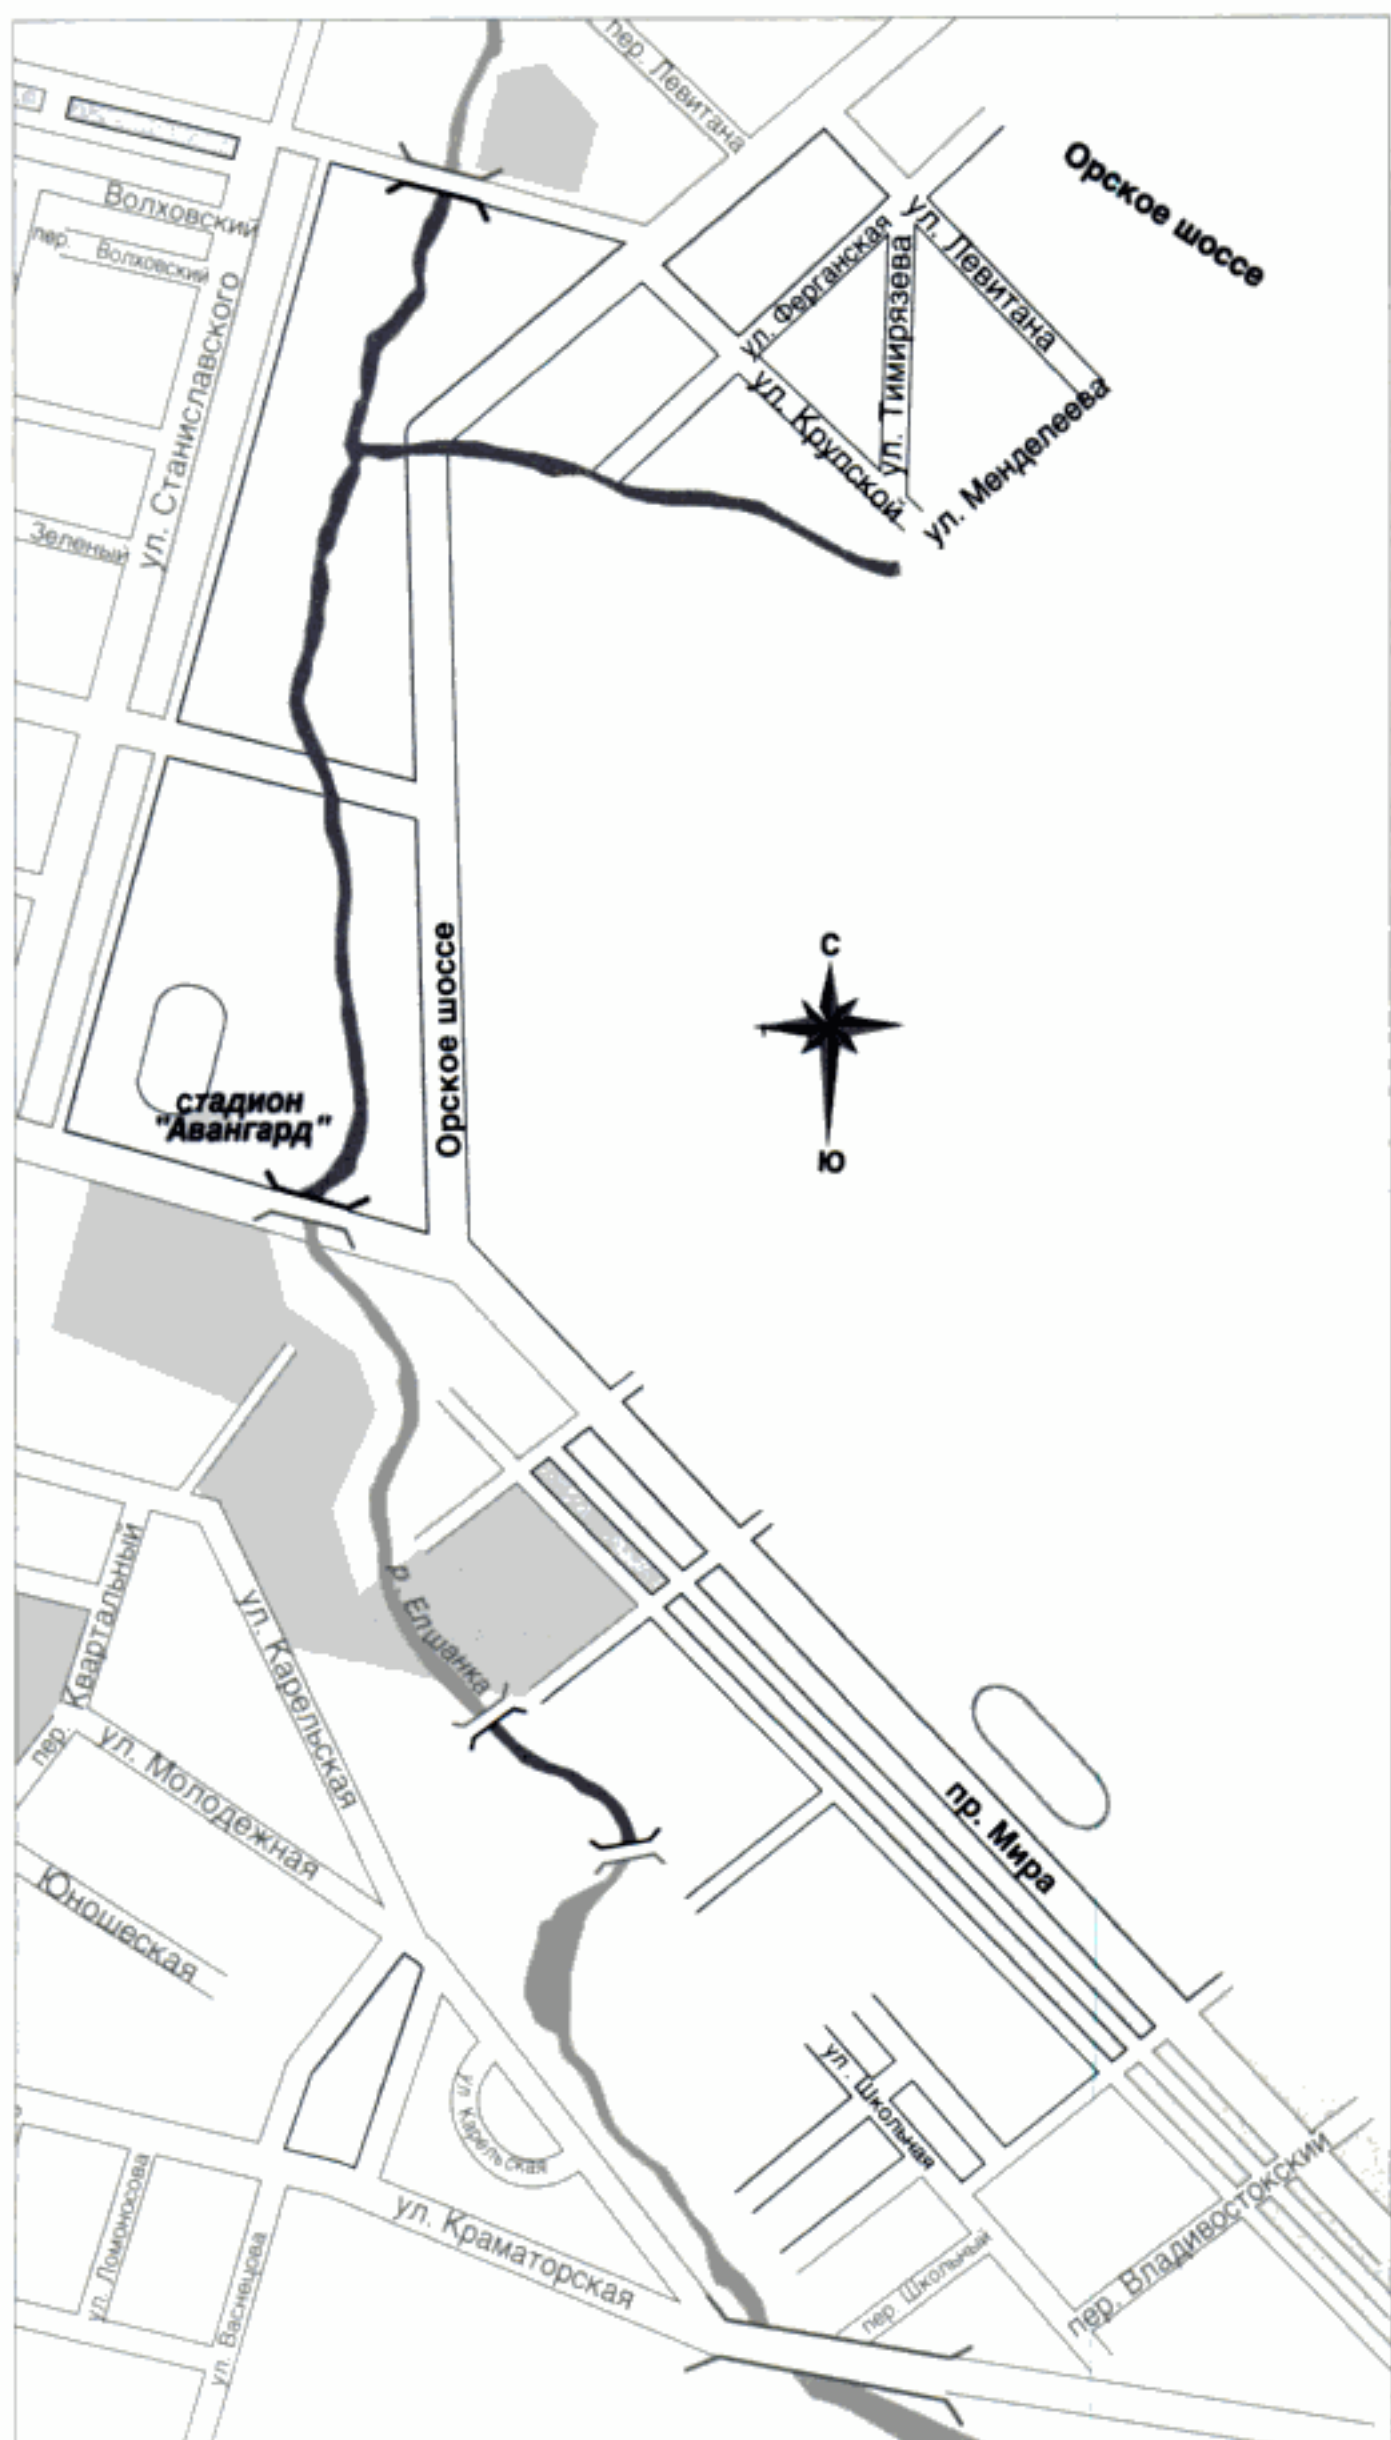 пер. Левитана
Орское шоссе
Волховский
пер. Волховский
ул. Станиславского
ул. Ферганская
ул. Тимирязева
ул. Левитана
ул. Крупской
ул. Менделеева
Зеленый
С
Орское шоссе
Ю
стадион
"Авангард"
р. Елшанка
пер. Квартальный
ул. Карельская
ул. Молодежная
Юношеская
пр. Мира
ул. Школьная
ул. Карельская
ул. Ломоносова
ул. Васнецова
ул. Краматорская
пер. Школьный
пер. Владивостокский